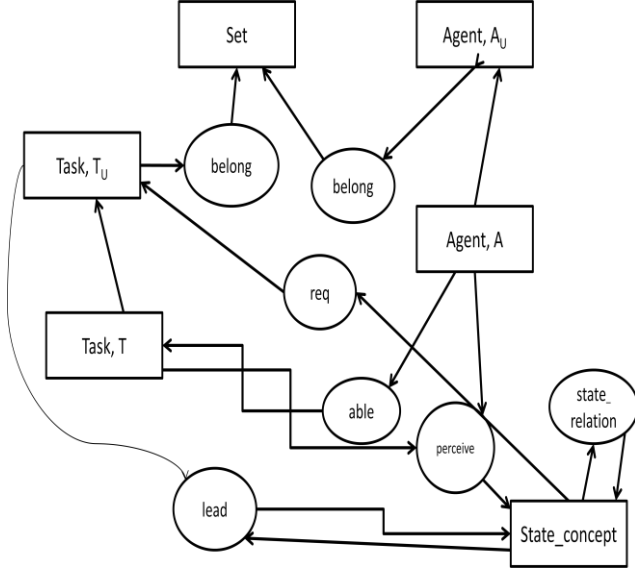 Set
Agent, AU
Task, TU
belong
belong
Agent, A
req
Task, T
able
perceive
state_
relation
lead
State_concept